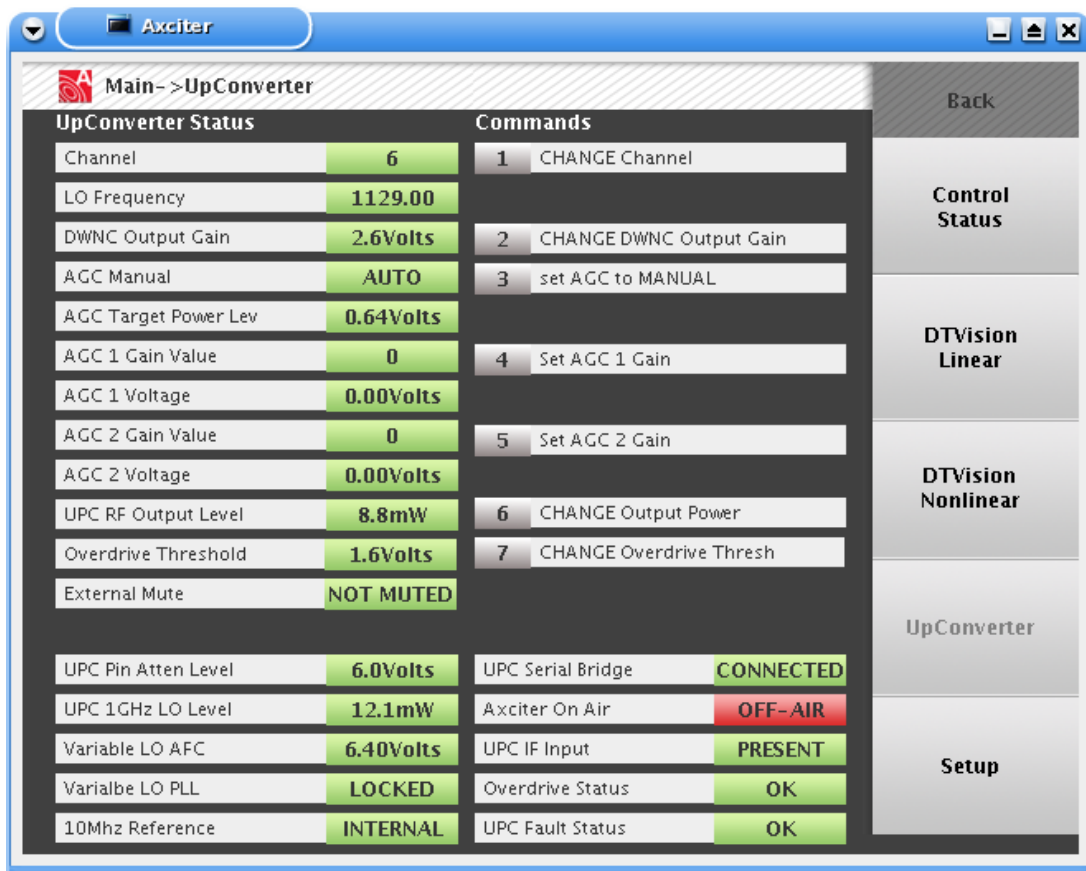 Axciter
Main->UpConverter
Back
UpConverter Status
Commands
Channel 6
1 CHANGE Channel
LO Frequency 1129.00
DWNC Output Gain 2.6Volts
2 CHANGE DWNC Output Gain
AGC Manual AUTO
3 set AGC to MANUAL
AGC Target Power Lev 0.64Volts
AGC 1 Gain Value 0
4 Set AGC 1 Gain
AGC 1 Voltage 0.00Volts
AGC 2 Gain Value 0
5 Set AGC 2 Gain
AGC 2 Voltage 0.00Volts
UPC RF Output Level 8.8mW
6 CHANGE Output Power
Overdrive Threshold 1.6Volts
7 CHANGE Overdrive Thresh
External Mute NOT MUTED
UPC Pin Atten Level 6.0Volts
UPC Serial Bridge CONNECTED
UPC 1GHz LO Level 12.1mW
Axciter On Air OFF-AIR
Variable LO AFC 6.40Volts
UPC IF Input PRESENT
Varialbe LO PLL LOCKED
Overdrive Status OK
10Mhz Reference INTERNAL
UPC Fault Status OK
Control
Status
DTVision
Linear
DTVision
Nonlinear
UpConverter
Setup